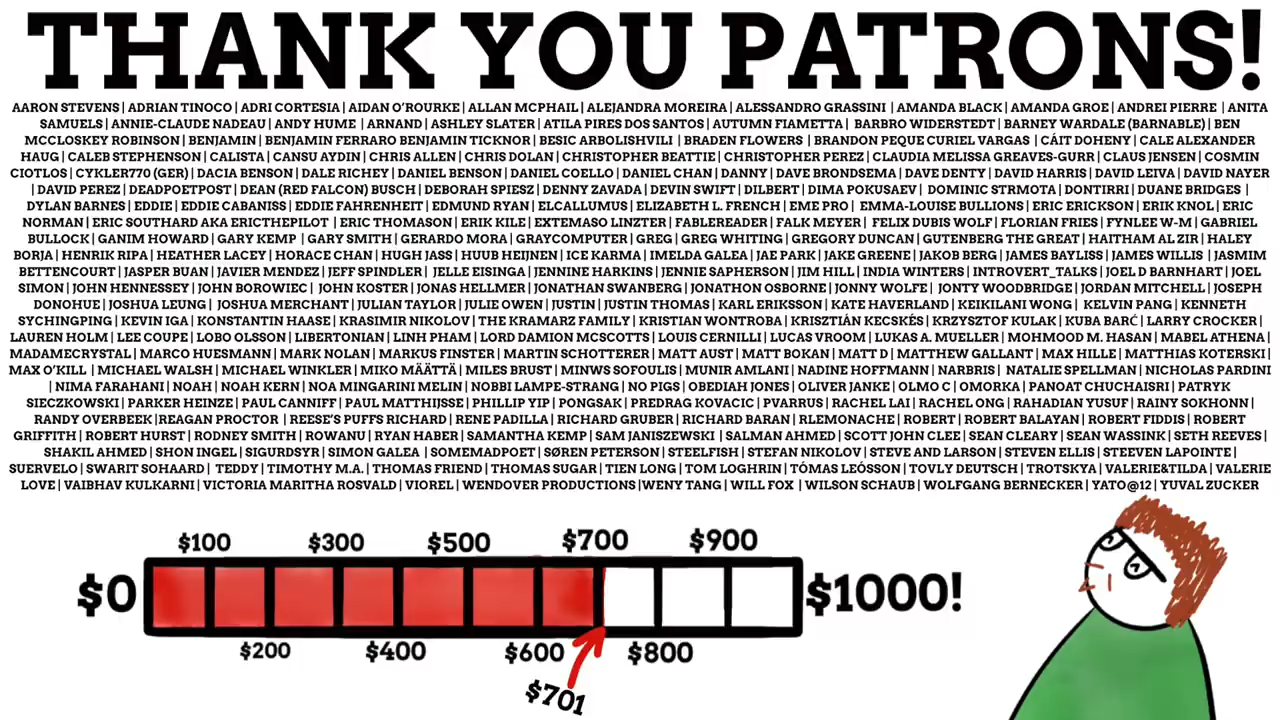 THANK YOU PATRONS!
AARON STEVENS | ADRIAN TINOCO | ADRI CORTESIA | AIDAN O'ROURKE | ALLAN MCPHAIL | ALEJANDRA MOREIRA | ALESSANDRO GRASSINI | AMANDA BLACK | AMANDA GROE | ANDREI PIERRE | ANITA
SAMUELS | ANNIE-CLAUDE NADEAU | ANDY HUME | ARNAND | ASHLEY SLATER | ATILA PIRES DOS SANTOS | AUTUMN FIAMETTA | BARBRO WIDERSTEDT | BARNEY WARDALE (BARNABLE) | BEN
MCCLOSKEY ROBINSON | BENJAMIN | BENJAMIN FERRARO BENJAMIN TICKNOR | BESIC ARBOLISHVILI | BRADEN FLOWERS | BRANDON PEQUE CURIEL VARGAS | CÁIT DOHENY | CALE ALEXANDER
HAUG | CALEB STEPHENSON | CALISTA | CANSU AYDIN | CHRIS ALLEN | CHRIS DOLAN | CHRISTOPHER BEATTIE | CHRISTOPHER PEREZ | CLAUDIA MELISSA GREAVES-GURR | CLAUS JENSEN | COSMIN
CIOTLOS | CYKLER770 (GER) | DACIA BENSON | DALE RICHEY | DANIEL BENSON | DANIEL COELLO | DANIEL CHAN | DANNY | DAVE BRONDSEMA | DAVE DENTY | DAVID HARRIS | DAVID LEIVA | DAVID NAYER
| DAVID PEREZ | DEADPOETPOST | DEAN (RED FALCON) BUSCH | DEBORAH SPIESZ | DENNY ZAVADA | DEVIN SWIFT | DILBERT | DIMA POKUSAEV | DOMINIC STRMOTA | DONTIRRI | DUANE BRIDGES |
DYLAN BARNES | EDDIE | EDDIE CABANISS | EDDIE FAHRENHEIT | EDMUND RYAN | ELCALLUMUS | ELIZABETH L. FRENCH | EME PRO | EMMA-LOUISE BULLIONS | ERIC ERICKSON | ERIK KNOL | ERIC
NORMAN | ERIC SOUTHARD AKA ERICTHEPILOT | ERIC THOMASON | ERIK KILE | EXTEMASO LINZTER | FABLEREADER | FALK MEYER | FELIX DUBIS WOLF | FLORIAN FRIES | FYNLEE W-M | GABRIEL
BULLOCK | GANIM HOWARD | GARY KEMP | GARY SMITH | GERARDO MORA | GRAYCOMPUTER | GREG | GREG WHITING | GREGORY DUNCAN | GUTENBERG THE GREAT | HAITHAM AL ZIR | HALEY
BORJA | HENRIK RIPA | HEATHER LACEY | HORACE CHAN | HUGH JASS | HUUB HEIJNEN | ICE KARMA | IMELDA GALEA | JAE PARK | JAKE GREENE | JAKOB BERG | JAMES BAYLISS | JAMES WILLIS | JASMIM
BETTENCOURT | JASPER BUAN | JAVIER MENDEZ | JEFF SPINDLER | JELLE EISINGA | JENNINE HARKINS | JENNIE SAPHERSON | JIM HILL | INDIA WINTERS | INTROVERT_TALKS | JOEL D BARNHART | JOEL
SIMON | JOHN HENNESSEY | JOHN BOROWIEC | JOHN KOSTER | JONAS HELLMER | JONATHAN SWANBERG | JONATHON OSBORNE | JONNY WOLFE | JONTY WOODBRIDGE | JORDAN MITCHELL | JOSEPH
DONOHUE | JOSHUA LEUNG | JOSHUA MERCHANT | JULIAN TAYLOR | JULIE OWEN | JUSTIN | JUSTIN THOMAS | KARL ERIKSSON | KATE HAVERLAND | KEIKILANI WONG | KELVIN PANG | KENNETH
SYCHINGPING | KEVIN IGA | KONSTANTIN HAASE | KRASIMIR NIKOLOV | THE KRAMARZ FAMILY | KRISTIAN WONTROBA | KRISZTIÁN KECSKÉS | KRZYSZTOF KULAK | KUBA BARĆ | LARRY CROCKER |
LAUREN HOLM | LEE COUPE | LOBO OLSSON | LIBERTONIAN | LINH PHAM | LORD DAMION MCSCOTTS | LOUIS CERNILLI | LUCAS VROOM | LUKAS A. MUELLER | MOHMOOD M. HASAN | MABEL ATHENA |
MADAMECRYSTAL | MARCO HUESMANN | MARK NOLAN | MARKUS FINSTER | MARTIN SCHOTTERER | MATT AUST | MATT BOKAN | MATT D | MATTHEW GALLANT | MAX HILLE | MATTHIAS KOTERSKI |
MAX O'KILL | MICHAEL WALSH | MICHAEL WINKLER | MIKO MÄÄTTÄ | MILES BRUST | MINWS SOFOULIS | MUNIR AMLANI | NADINE HOFFMANN | NARBRIS | NATALIE SPELLMAN | NICHOLAS PARDINI
| NIMA FARAHANI | NOAH | NOAH KERN | NOA MINGARINI MELIN | NOBBI LAMPE-STRANG | NO PIGS | OBEDIAH JONES | OLIVER JANKE | OLMO C | OMORKA | PANOAT CHUCHAISRI | PATRYK
SIECZKOWSKI | PARKER HEINZE | PAUL CANNIFF | PAUL MATTHIJSSE | PHILLIP YIP | PONGSAK | PREDRAG KOVACIC | PVARRUS | RACHEL LAI | RACHEL ONG | RAHADIAN YUSUF | RAINY SOKHONN |
RANDY OVERBEEK |REAGAN PROCTOR | REESE'S PUFFS RICHARD | RENE PADILLA | RICHARD GRUBER | RICHARD BARAN | RLEMONACHE | ROBERT | ROBERT BALAYAN | ROBERT FIDDIS | ROBERT
GRIFFITH | ROBERT HURST | RODNEY SMITH | ROWANU | RYAN HABER | SAMANTHA KEMP | SAM JANISZEWSKI | SALMAN AHMED | SCOTT JOHN CLEE | SEAN CLEARY | SEAN WASSINK | SETH REEVES |
SHAKIL AHMED | SHON INGEL | SIGURDSYR | SIMON GALEA | SOMEMADPOET | SØREN PETERSON | STEELFISH | STEFAN NIKOLOV | STEVE AND LARSON | STEVEN ELLIS | STEEVEN LAPOINTE |
SUERVELO | SWARIT SOHAARD | TEDDY | TIMOTHY M.A. | THOMAS FRIEND | THOMAS SUGAR | TIEN LONG | TOM LOGHRIN | TÓMAS LEÓSSON | TOVLY DEUTSCH | TROTSKYA | VALERIE&TILDA | VALERIE
LOVE | VAIBHAV KULKARNI | VICTORIA MARITHA ROSVALD | VIOREL | WENDOVER PRODUCTIONS |WENY TANG | WILL FOX | WILSON SCHAUB | WOLFGANG BERNECKER | YATO@12 | YUVAL ZUCKER
$100 $300 $500 $700 $900
$0 $1000!
$200 $400 $600 $800
$701